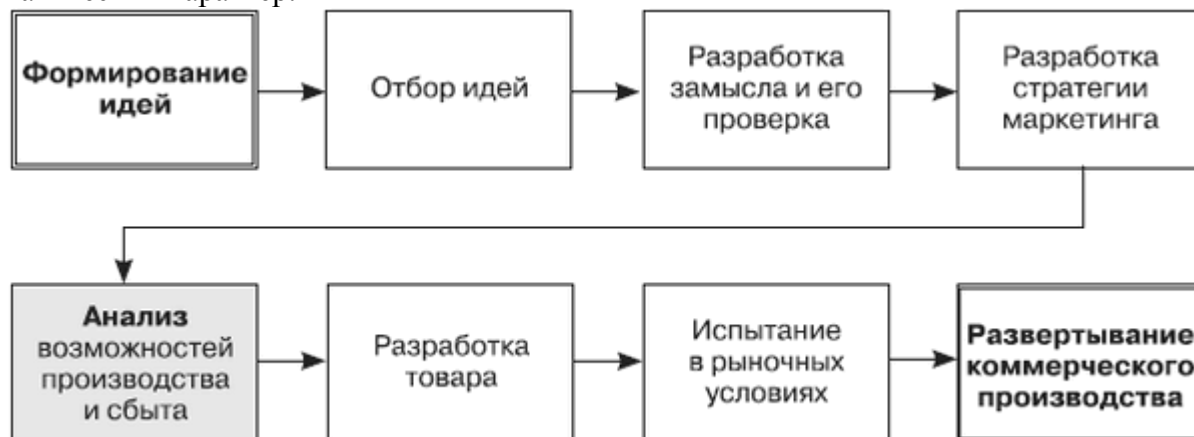 Формирование
идей
Отбор идей
Разработка
замысла и его
проверка
Разработка
стратегии
маркетинга
Анализ
возможностей
производства
и сбыта
Разработка
товара
Испытание
в рыночных
условиях
Развертывание
коммерческого
производства